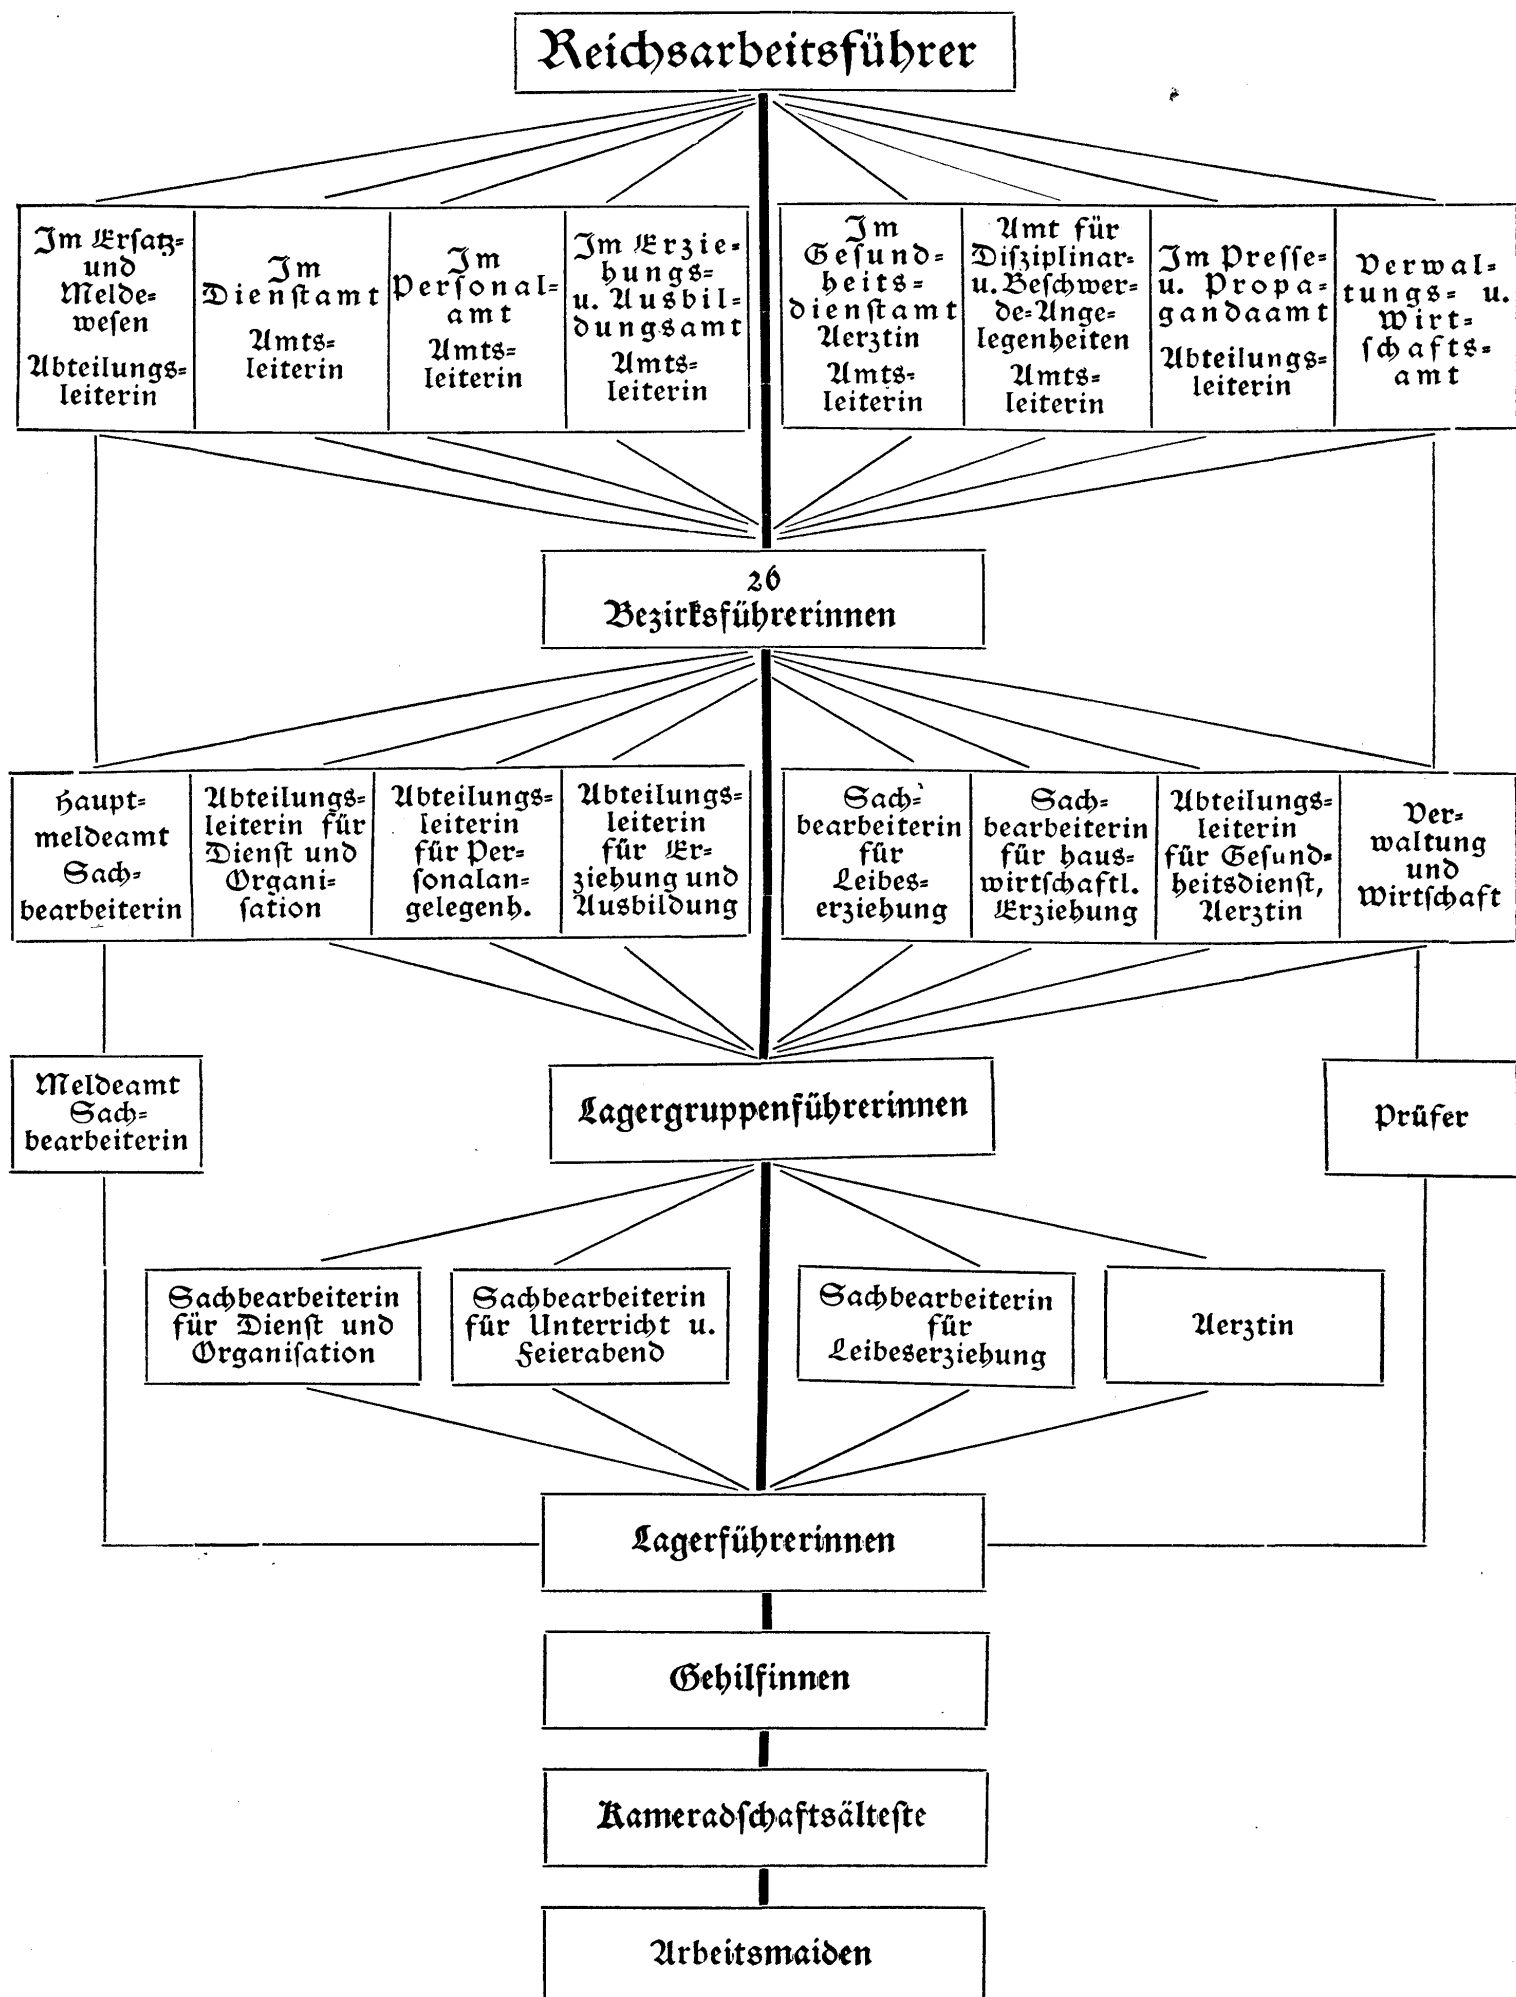 Reichsarbeitsführer
Im Ersatz-
und
Melde-
wesen
Abteilungs-
leiterin
Im
Dienstamt
Amts-
leiterin
Im
Personal-
amt
Amts-
leiterin
Im Erzie-
hungs-
u. Ausbil-
dungsamt
Amts-
leiterin
Im
Gesund-
heits-
dienstamt
Aerztin
Amts-
leiterin
Amt für
Disziplinar-
u. Beschwer-
de-Ange-
legenheiten
Amts-
leiterin
Im Presse-
u. Propa-
gandaamt
Abteilungs-
leiterin
Verwal-
tungs- u.
Wirt-
schafts-
amt
26
Bezirksführerinnen
Haupt-
meldeamt
Sach-
bearbeiterin
Abteilungs-
leiterin für
Dienst und
Organi-
sation
Abteilungs-
leiterin
für Per-
sonalan-
gelegenh.
Abteilungs-
leiterin
für Er-
ziehung und
Ausbildung
Sach-
bearbeiterin
für
Leibes-
erziehung
Sach-
bearbeiterin
für haus-
wirtschaftl.
Erziehung
Abteilungs-
leiterin
für Gesund-
heitsdienst,
Aerztin
Ver-
waltung
und
Wirtschaft
Meldeamt
Sach-
bearbeiterin
Lagergruppenführerinnen
Prüfer
Sachbearbeiterin
für Dienst und
Organisation
Sachbearbeiterin
für Unterricht u.
Feierabend
Sachbearbeiterin
für
Leibeserziehung
Aerztin
Lagerführerinnen
Gehilfinnen
Kameradschaftsälteste
Arbeitsmaiden